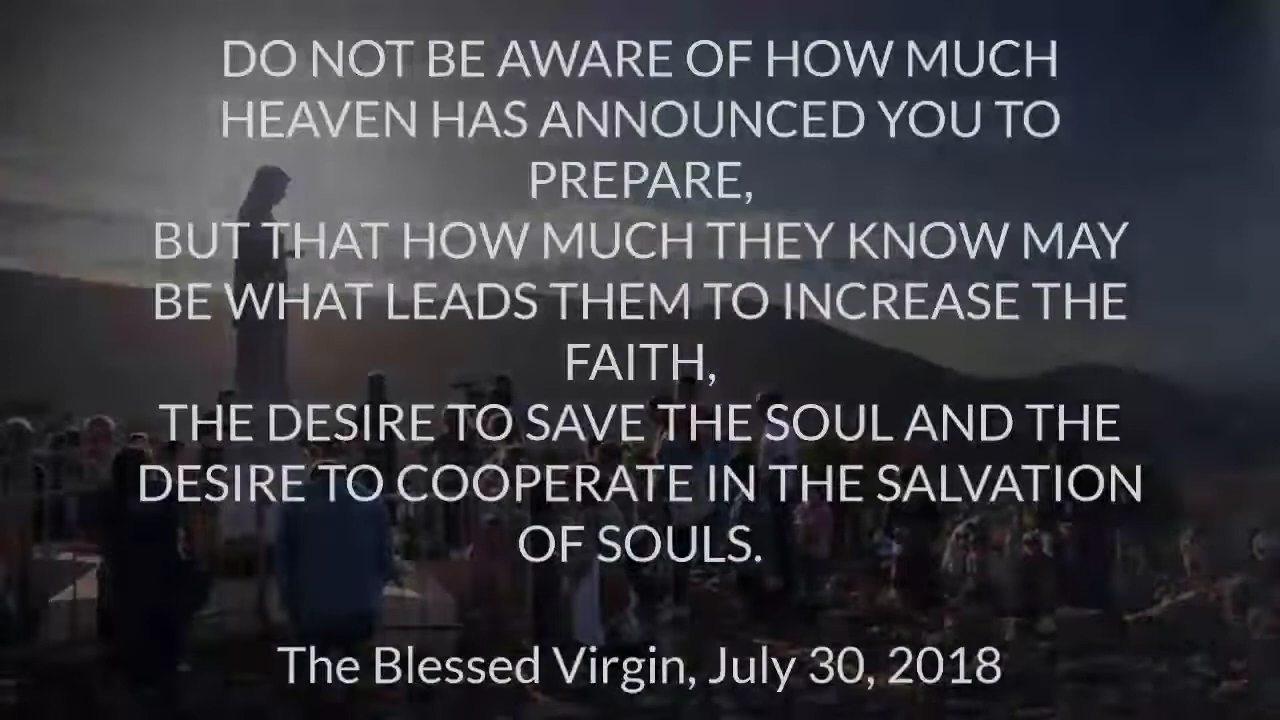 DO NOT BE AWARE OF HOW MUCH
HEAVEN HAS ANNOUNCED YOU TO
PREPARE,
BUT THAT HOW MUCH THEY KNOW MAY
BE WHAT LEADS THEM TO INCREASE THE
FAITH,
THE DESIRE TO SAVE THE SOUL AND THE
DESIRE TO COOPERATE IN THE SALVATION
OF SOULS.
The Blessed Virgin, July 30, 2018